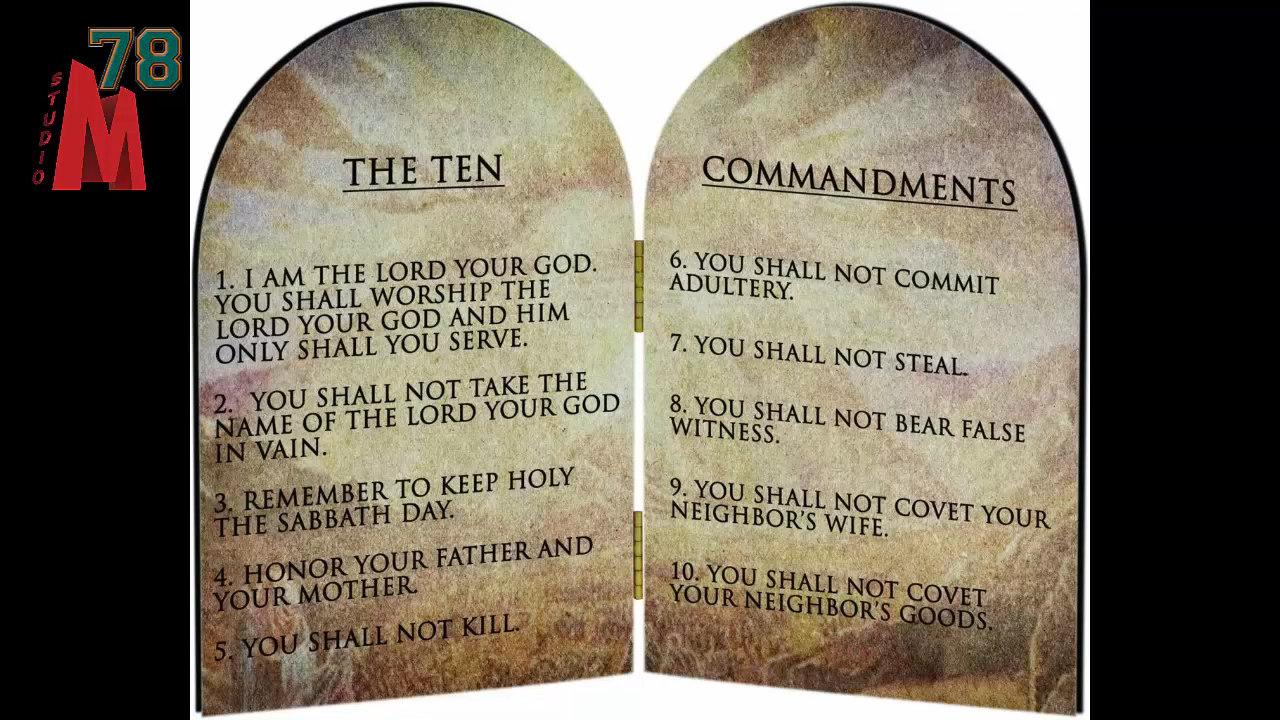 78
STUDIO
M
THE TEN
1. I AM THE LORD YOUR GOD.
YOU SHALL WORSHIP THE
LORD YOUR GOD AND HIM
ONLY SHALL YOU SERVE.
2. YOU SHALL NOT TAKE THE
NAME OF THE LORD YOUR GOD
IN VAIN.
3. REMEMBER TO KEEP HOLY
THE SABBATH DAY.
4. HONOR YOUR FATHER AND
YOUR MOTHER.
5. YOU SHALL NOT KILL.
COMMANDMENTS
6. YOU SHALL NOT COMMIT
ADULTERY.
7. YOU SHALL NOT STEAL.
8. YOU SHALL NOT BEAR FALSE
WITNESS.
9. YOU SHALL NOT COVET YOUR
NEIGHBOR'S WIFE.
10. YOU SHALL NOT COVET
YOUR NEIGHBOR'S GOODS.